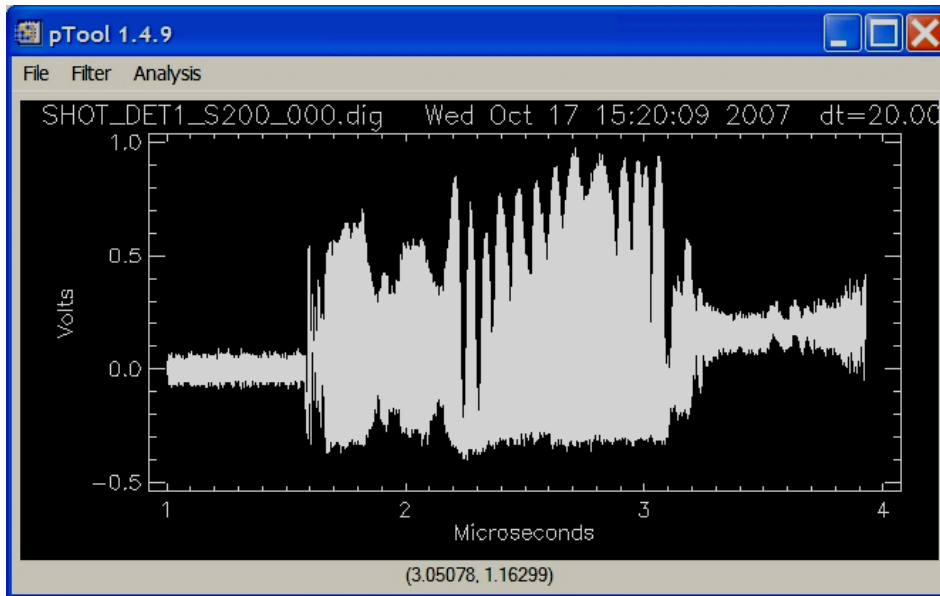 pTool 1.4.9
File Filter Analysis
SHOT_DET1_S200_000.dig Wed Oct 17 15:20:09 2007 dt=20.00
1.0
0.5
0.0
-0.5
Volts
1 2 3 4
Microseconds
(3.05078, 1.16299)